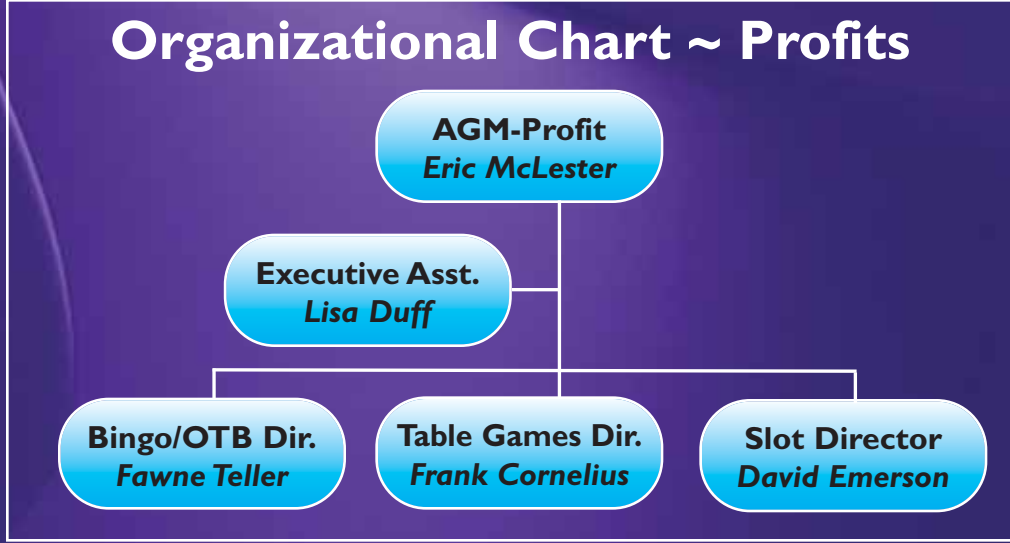 Organizational Chart ~ Profits
AGM-Profit
Eric McLester
Executive Asst.
Lisa Duff
Bingo/OTB Dir.
Fawne Teller
Table Games Dir.
Frank Cornelius
Slot Director
David Emerson